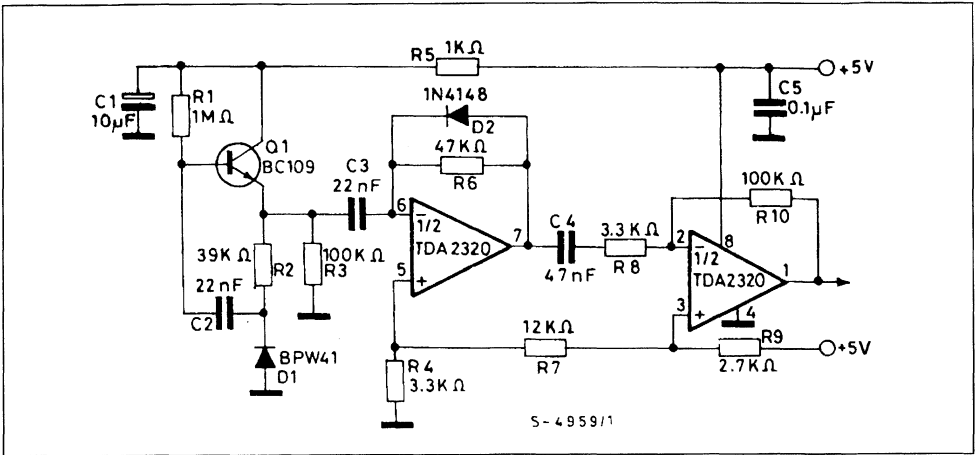 R5 1KΩ
+5V
C1
10µF
R1
1MΩ
1N4148
D2
C5
0.1µF
Q1
BC109
47KΩ
R6
C3
22nF
100KΩ
R10
6
-
1/2
TDA2320
7
5
+
C4
47nF
3.3KΩ
R8
2
-
1/2
TDA2320
8
1
3
+
4
39KΩ
R2
100KΩ
R3
22nF
C2
BPW41
D1
12KΩ
R7
R9
2.7KΩ
+5V
R4
3.3KΩ
S-4959/1